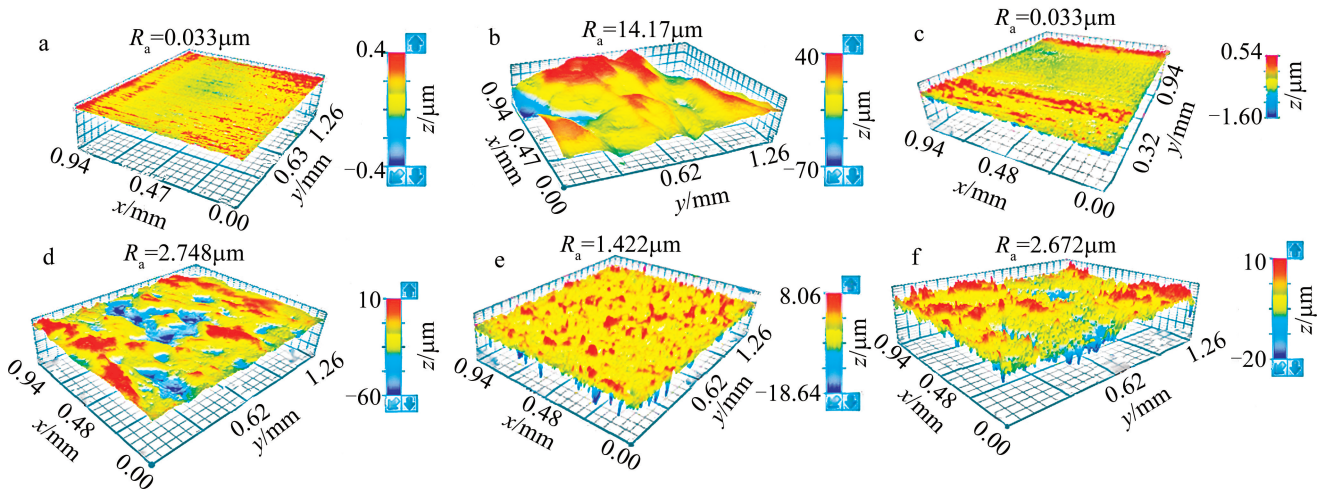 a
Ra=0.033μm
0.4
−0.4
z/μm
0.94
0.47
0.00
x/mm
0.63
1.26
y/mm
b
Ra=14.17μm
40
−70
z/μm
0.94
0.47
0.00
x/mm
0.62
1.26
y/mm
c
Ra=0.033μm
0.54
−1.60
z/μm
0.94
0.48
0.00
x/mm
0.32
0.94
y/mm
d
Ra=2.748μm
10
−60
z/μm
0.94
0.48
0.00
x/mm
0.62
1.26
y/mm
e
Ra=1.422μm
8.06
−18.64
z/μm
0.94
0.48
0.00
x/mm
0.62
1.26
y/mm
f
Ra=2.672μm
10
−20
z/μm
0.94
0.48
0.00
x/mm
0.62
1.26
y/mm